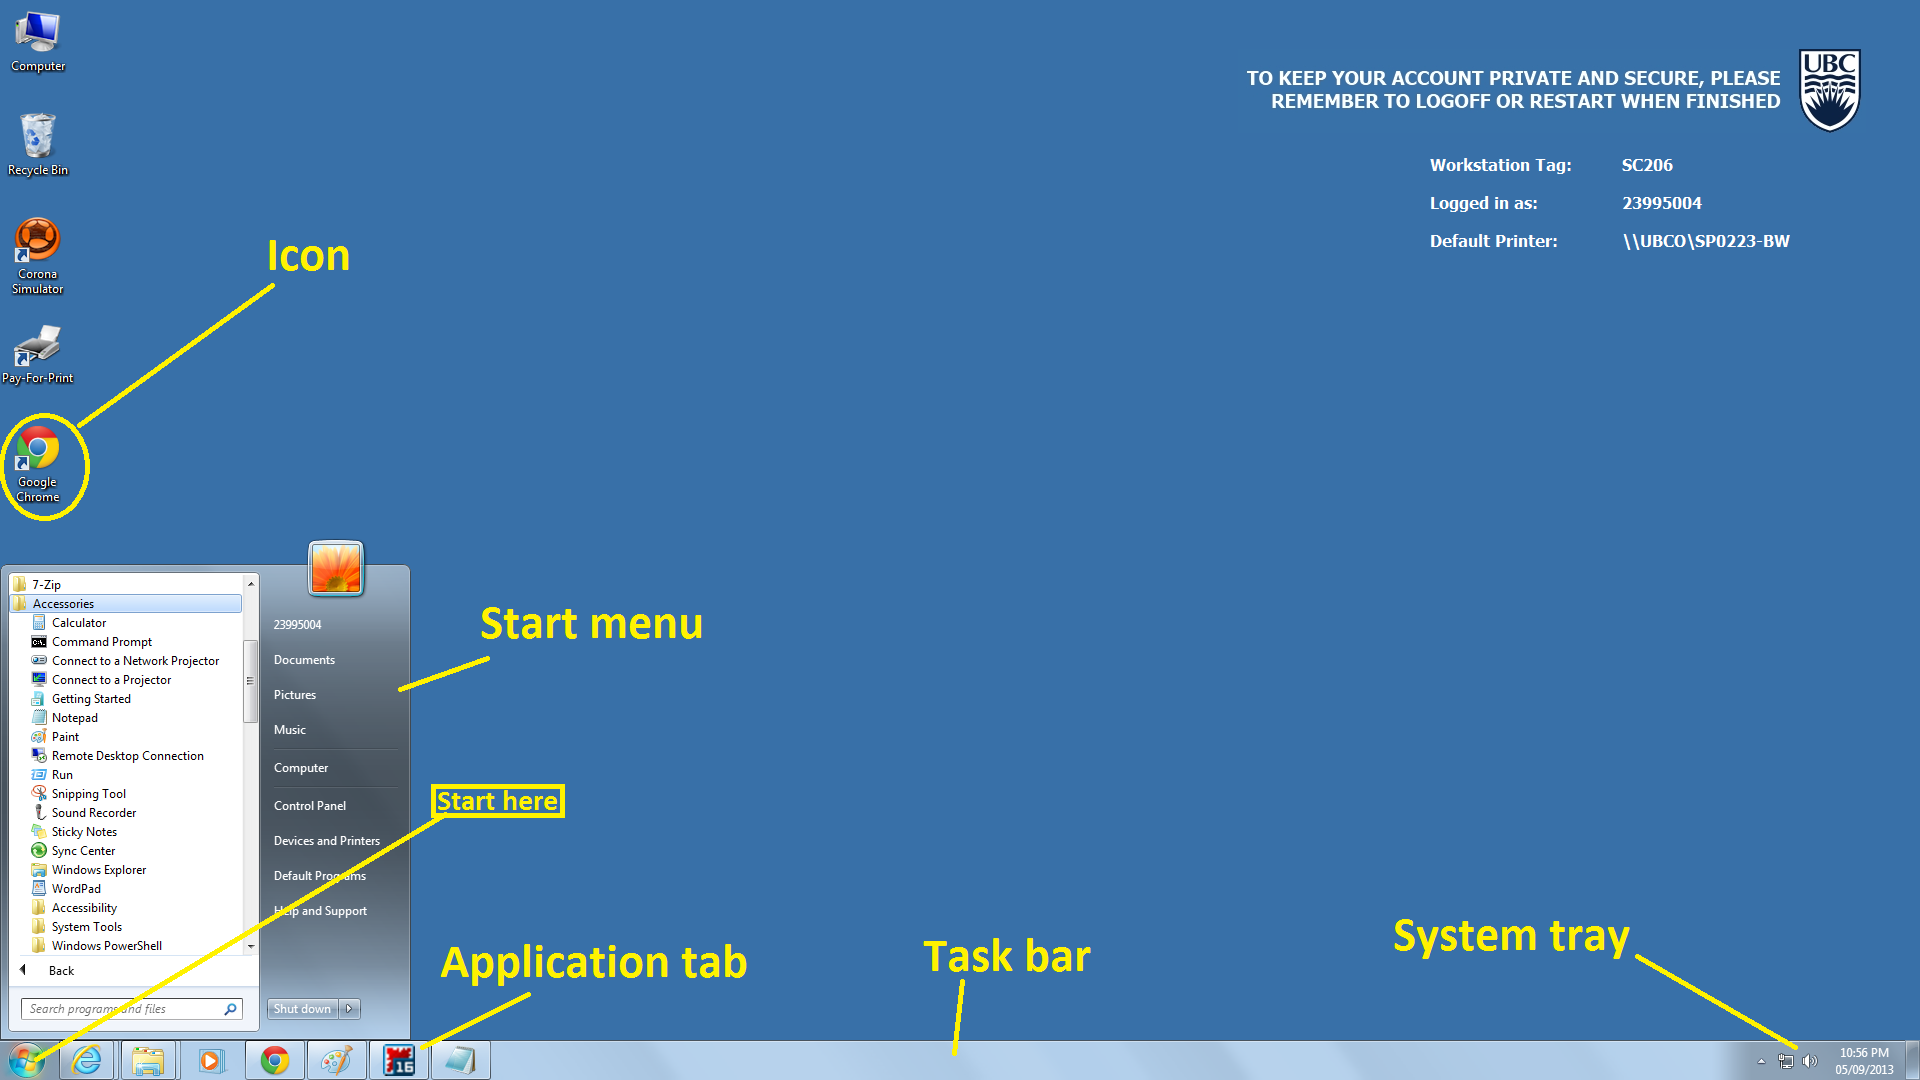 Computer
Recycle Bin
Corona
Simulator
Pay-For-Print
Google
Chrome
Icon
TO KEEP YOUR ACCOUNT PRIVATE AND SECURE, PLEASE
REMEMBER TO LOGOFF OR RESTART WHEN FINISHED
UBC
Workstation Tag: SC206
Logged in as: 23995004
Default Printer: \\UBCO\SP0223-BW
7-Zip
Accessories
Calculator
Command Prompt
Connect to a Network Projector
Connect to a Projector
Getting Started
Notepad
Paint
Remote Desktop Connection
Run
Snipping Tool
Sound Recorder
Sticky Notes
Sync Center
Windows Explorer
WordPad
Accessibility
System Tools
Windows PowerShell
Back
Search programs and files
23995004
Documents
Pictures
Music
Computer
Control Panel
Devices and Printers
Default Programs
Help and Support
Shut down
Start menu
Start here
Application tab
Task bar
System tray
16
10:56 PM
05/09/2013